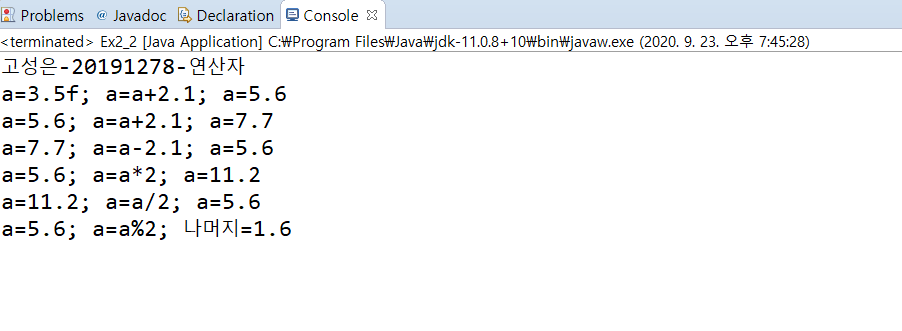 Problems @ Javadoc Declaration Console
<terminated> Ex2_2 [Java Application] C:₩Program Files₩Java₩jdk-11.0.8+10₩bin₩javaw.exe (2020. 9. 23. 오후 7:45:28)
고성은-20191278-연산자
a=3.5f; a=a+2.1; a=5.6
a=5.6; a=a+2.1; a=7.7
a=7.7; a=a-2.1; a=5.6
a=5.6; a=a*2; a=11.2
a=11.2; a=a/2; a=5.6
a=5.6; a=a%2; 나머지=1.6